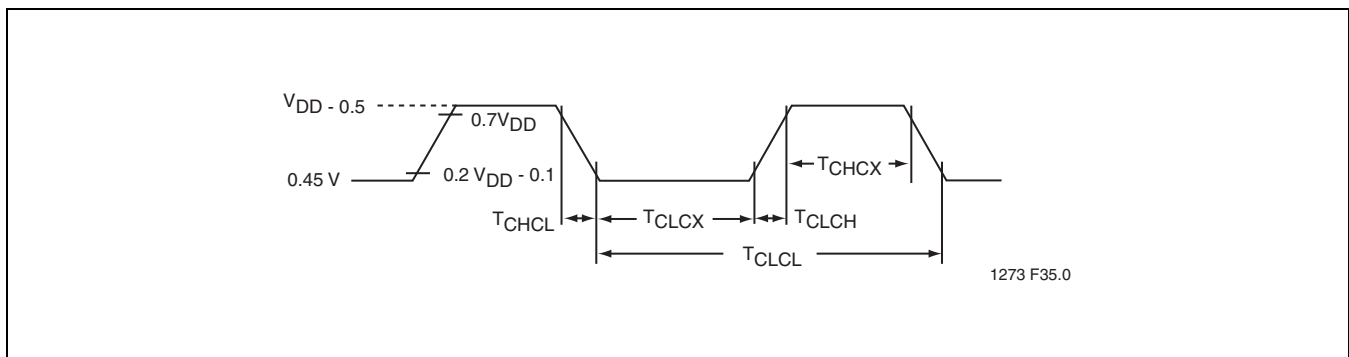 VDD - 0.5
0.7VDD
0.45 V
0.2 VDD - 0.1
TCHCX
TCHCL
TCLCX
TCLCH
TCLCL
1273 F35.0